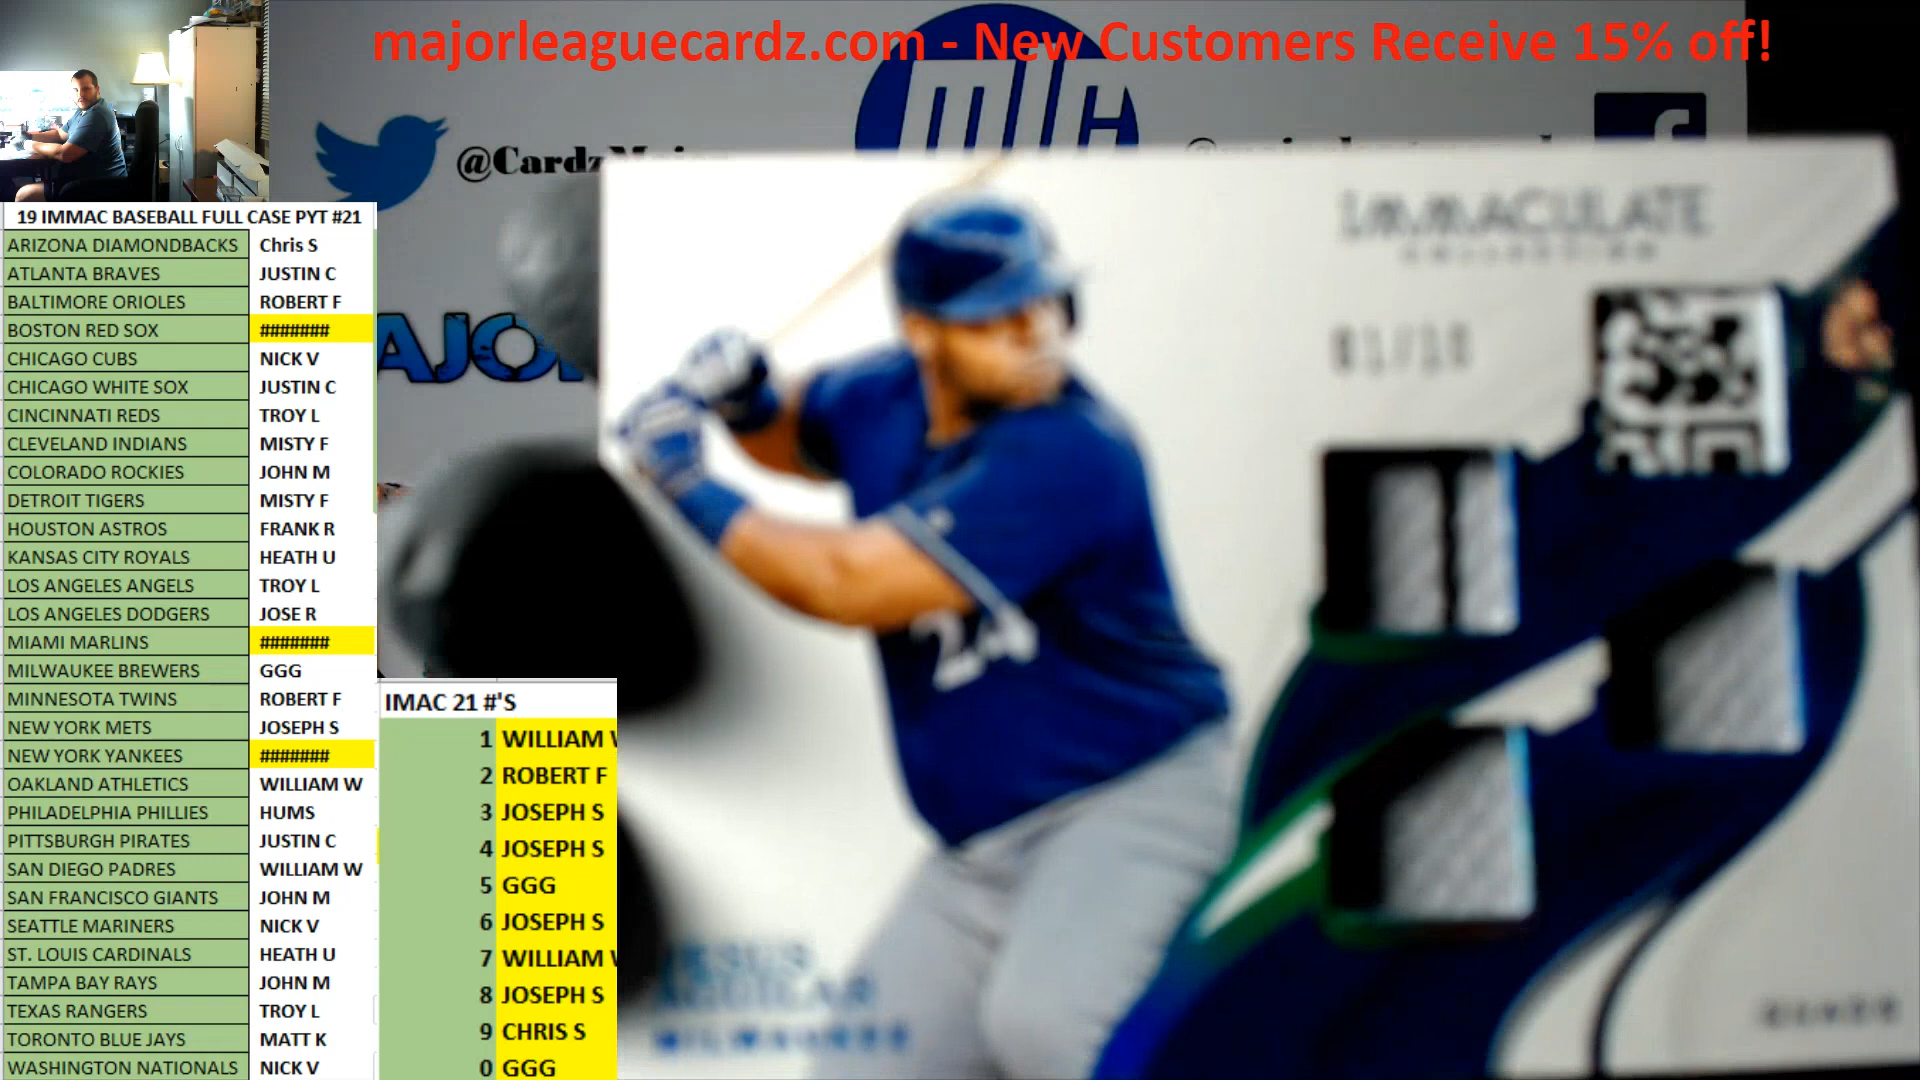 majorleaguecardz.com - New Customers Receive 15% off!
19 IMMAC BASEBALL FULL CASE PYT #21
ARIZONA DIAMONDBACKS Chris S
ATLANTA BRAVES JUSTIN C
BALTIMORE ORIOLES ROBERT F
BOSTON RED SOX #######
CHICAGO CUBS NICK V
CHICAGO WHITE SOX JUSTIN C
CINCINNATI REDS TROY L
CLEVELAND INDIANS MISTY F
COLORADO ROCKIES JOHN M
DETROIT TIGERS MISTY F
HOUSTON ASTROS FRANK R
KANSAS CITY ROYALS HEATH U
LOS ANGELES ANGELS TROY L
LOS ANGELES DODGERS JOSE R
MIAMI MARLINS #######
MILWAUKEE BREWERS GGG
MINNESOTA TWINS ROBERT F
NEW YORK METS JOSEPH S
NEW YORK YANKEES #######
OAKLAND ATHLETICS WILLIAM W
PHILADELPHIA PHILLIES HUMS
PITTSBURGH PIRATES JUSTIN C
SAN DIEGO PADRES WILLIAM W
SAN FRANCISCO GIANTS JOHN M
SEATTLE MARINERS NICK V
ST. LOUIS CARDINALS HEATH U
TAMPA BAY RAYS JOHN M
TEXAS RANGERS TROY L
TORONTO BLUE JAYS MATT K
WASHINGTON NATIONALS NICK V
IMAC 21 #'S
1 WILLIAM W
2 ROBERT F
3 JOSEPH S
4 JOSEPH S
5 GGG
6 JOSEPH S
7 WILLIAM W
8 JOSEPH S
9 CHRIS S
0 GGG
IMMACULATE
COLLECTION
01/10
24
JESUS
AGUILAR
MILWAUKEE